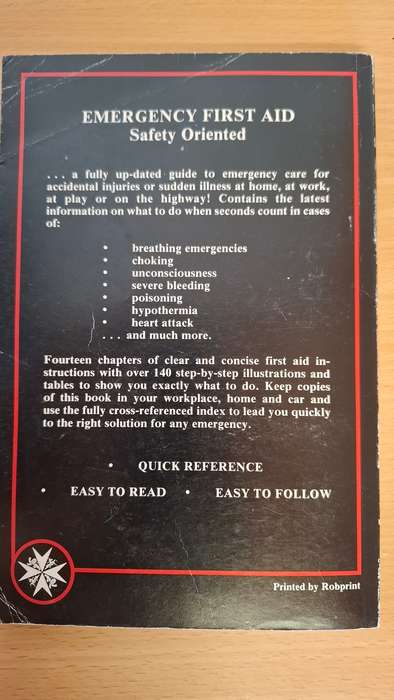 EMERGENCY FIRST AID
Safety Oriented
. . . a fully up-dated guide to emergency care for
accidental injuries or sudden illness at home, at work,
at play or on the highway! Contains the latest
information on what to do when seconds count in cases
of:
• breathing emergencies
• choking
• unconsciousness
• severe bleeding
• poisoning
• hypothermia
• heart attack
. . . and much more.
Fourteen chapters of clear and concise first aid in-
structions with over 140 step-by-step illustrations and
tables to show you exactly what to do. Keep copies
of this book in your workplace, home and car and
use the fully cross-referenced index to lead you quickly
to the right solution for any emergency.
• QUICK REFERENCE
• EASY TO READ • EASY TO FOLLOW
Printed by Robprint